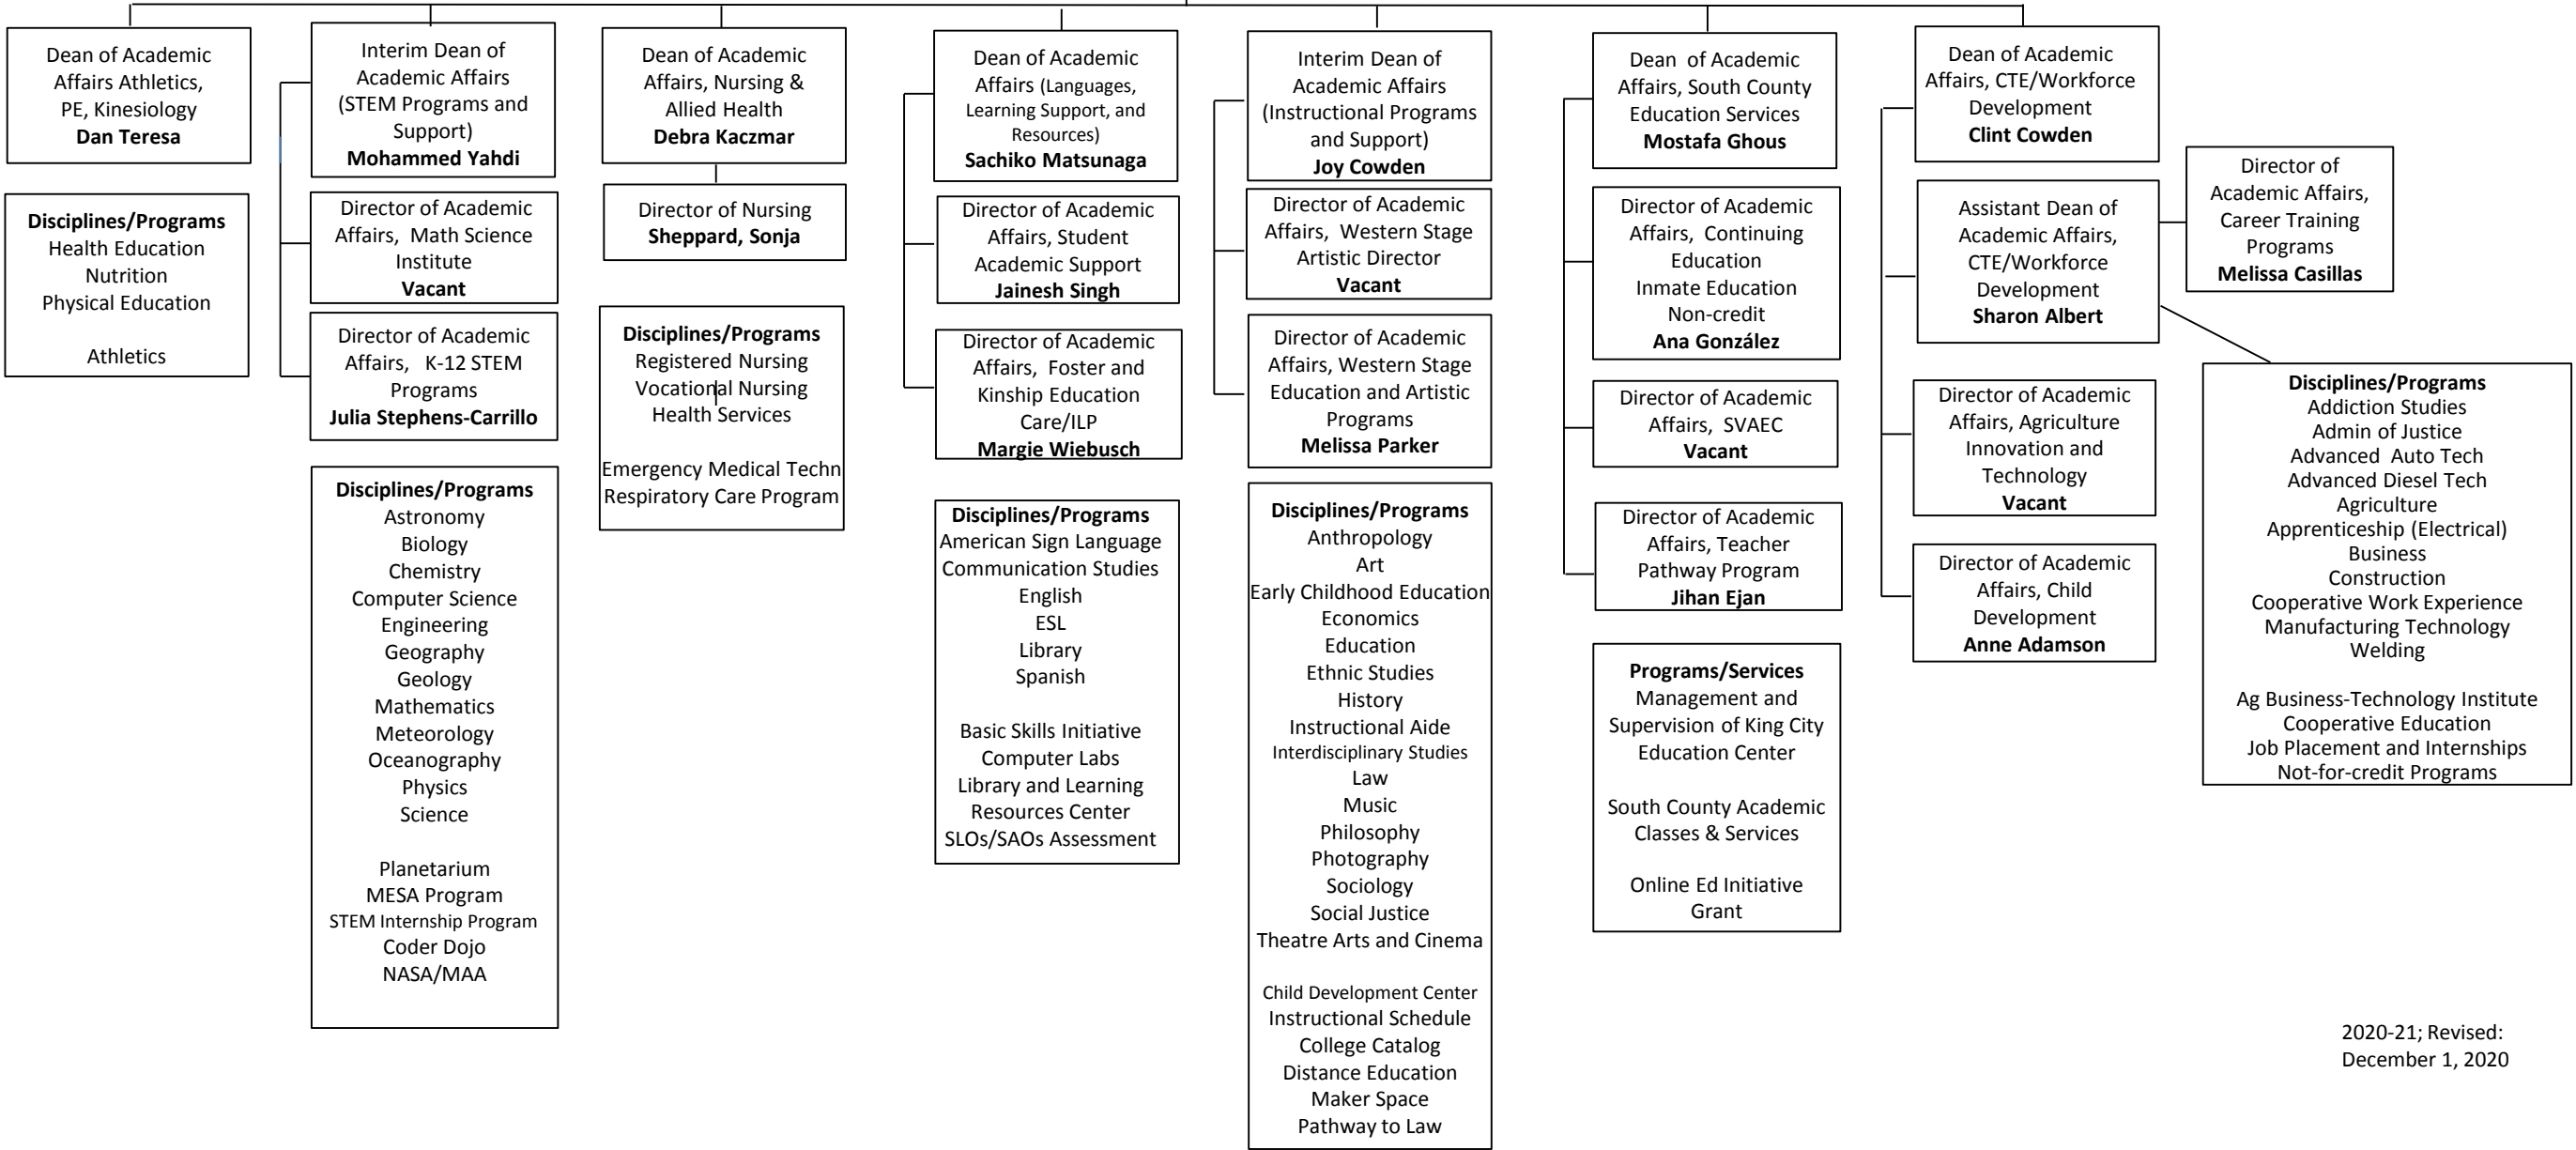 Dean of Academic
Affairs Athletics,
PE, Kinesiology
Dan Teresa
Disciplines/Programs
Health Education
Nutrition
Physical Education
Athletics
Interim Dean of
Academic Affairs
(STEM Programs and
Support)
Mohammed Yahdi
Director of Academic
Affairs, Math Science
Institute
Vacant
Director of Academic
Affairs, K-12 STEM
Programs
Julia Stephens-Carrillo
Disciplines/Programs
Astronomy
Biology
Chemistry
Computer Science
Engineering
Geography
Geology
Mathematics
Meteorology
Oceanography
Physics
Science
Planetarium
MESA Program
STEM Internship Program
Coder Dojo
NASA/MAA
Dean of Academic
Affairs, Nursing &
Allied Health
Debra Kaczmar
Director of Nursing
Sheppard, Sonja
Disciplines/Programs
Registered Nursing
Vocational Nursing
Health Services
Emergency Medical Techn
Respiratory Care Program
Dean of Academic
Affairs (Languages,
Learning Support, and
Resources)
Sachiko Matsunaga
Director of Academic
Affairs, Student
Academic Support
Jainesh Singh
Director of Academic
Affairs, Foster and
Kinship Education
Care/ILP
Margie Wiebusch
Disciplines/Programs
American Sign Language
Communication Studies
English
ESL
Library
Spanish
Basic Skills Initiative
Computer Labs
Library and Learning
Resources Center
SLOs/SAOs Assessment
Interim Dean of
Academic Affairs
(Instructional Programs
and Support)
Joy Cowden
Director of Academic
Affairs, Western Stage
Artistic Director
Vacant
Director of Academic
Affairs, Western Stage
Education and Artistic
Programs
Melissa Parker
Disciplines/Programs
Anthropology
Art
Early Childhood Education
Economics
Education
Ethnic Studies
History
Instructional Aide
Interdisciplinary Studies
Law
Music
Philosophy
Photography
Sociology
Social Justice
Theatre Arts and Cinema
Child Development Center
Instructional Schedule
College Catalog
Distance Education
Maker Space
Pathway to Law
Dean of Academic
Affairs, South County
Education Services
Mostafa Ghous
Director of Academic
Affairs, Continuing
Education
Inmate Education
Non-credit
Ana González
Director of Academic
Affairs, SVAEC
Vacant
Director of Academic
Affairs, Teacher
Pathway Program
Jihan Ejan
Programs/Services
Management and
Supervision of King City
Education Center
South County Academic
Classes & Services
Online Ed Initiative
Grant
Dean of Academic
Affairs, CTE/Workforce
Development
Clint Cowden
Assistant Dean of
Academic Affairs,
CTE/Workforce
Development
Sharon Albert
Director of Academic
Affairs, Agriculture
Innovation and
Technology
Vacant
Director of Academic
Affairs, Child
Development
Anne Adamson
Director of
Academic Affairs,
Career Training
Programs
Melissa Casillas
Disciplines/Programs
Addiction Studies
Admin of Justice
Advanced Auto Tech
Advanced Diesel Tech
Agriculture
Apprenticeship (Electrical)
Business
Construction
Cooperative Work Experience
Manufacturing Technology
Welding
Ag Business-Technology Institute
Cooperative Education
Job Placement and Internships
Not-for-credit Programs
2020-21; Revised:
December 1, 2020